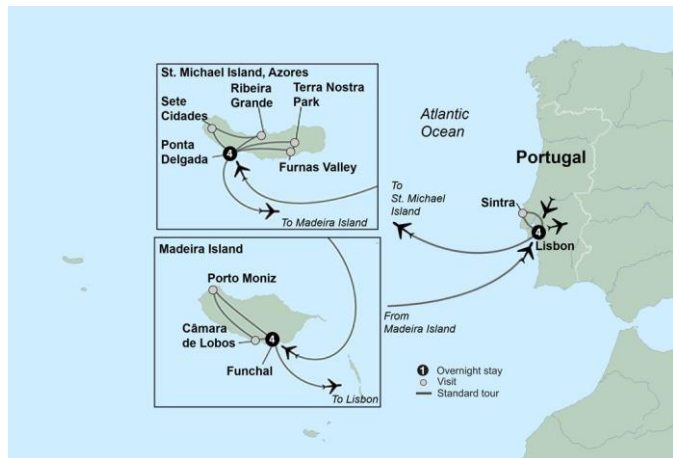 St. Michael Island, Azores
Ribeira
Grande
Terra Nostra
Park
Sete
Cidades
Ponta
Delgada
4
Furnas Valley
To Madeira Island
Atlantic
Ocean
Portugal
To
St. Michael
Island
Sintra
4
Lisbon
Madeira Island
Porto Moniz
Câmara
de Lobos
4
Funchal
To Lisbon
From
Madeira Island
1 Overnight stay
Visit
Standard tour